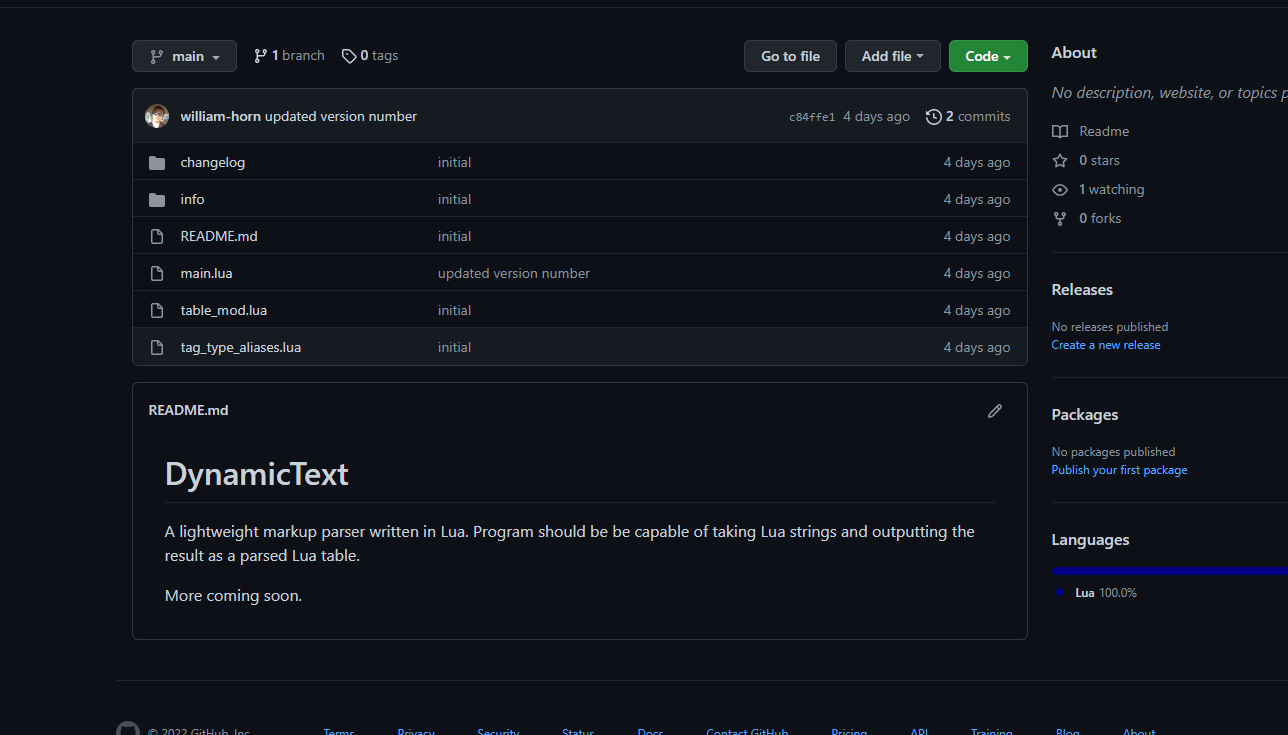 main 1 branch 0 tags Go to file Add file Code About
No description, website, or topics
william-horn updated version number c84ffe1 4 days ago 2 commits
Readme
changelog initial 4 days ago
0 stars
info initial 4 days ago
1 watching
README.md initial 4 days ago
0 forks
main.lua updated version number 4 days ago
table_mod.lua initial 4 days ago
tag_type_aliases.lua initial 4 days ago
Releases
No releases published
Create a new release
README.md
DynamicText
A lightweight markup parser written in Lua. Program should be be capable of taking Lua strings and outputting the
result as a parsed Lua table.
More coming soon.
Packages
No packages published
Publish your first package
Languages
Lua 100.0%
© 2022 GitHub, Inc. Terms Privacy Security Status Docs Contact GitHub Pricing API Training Blog About